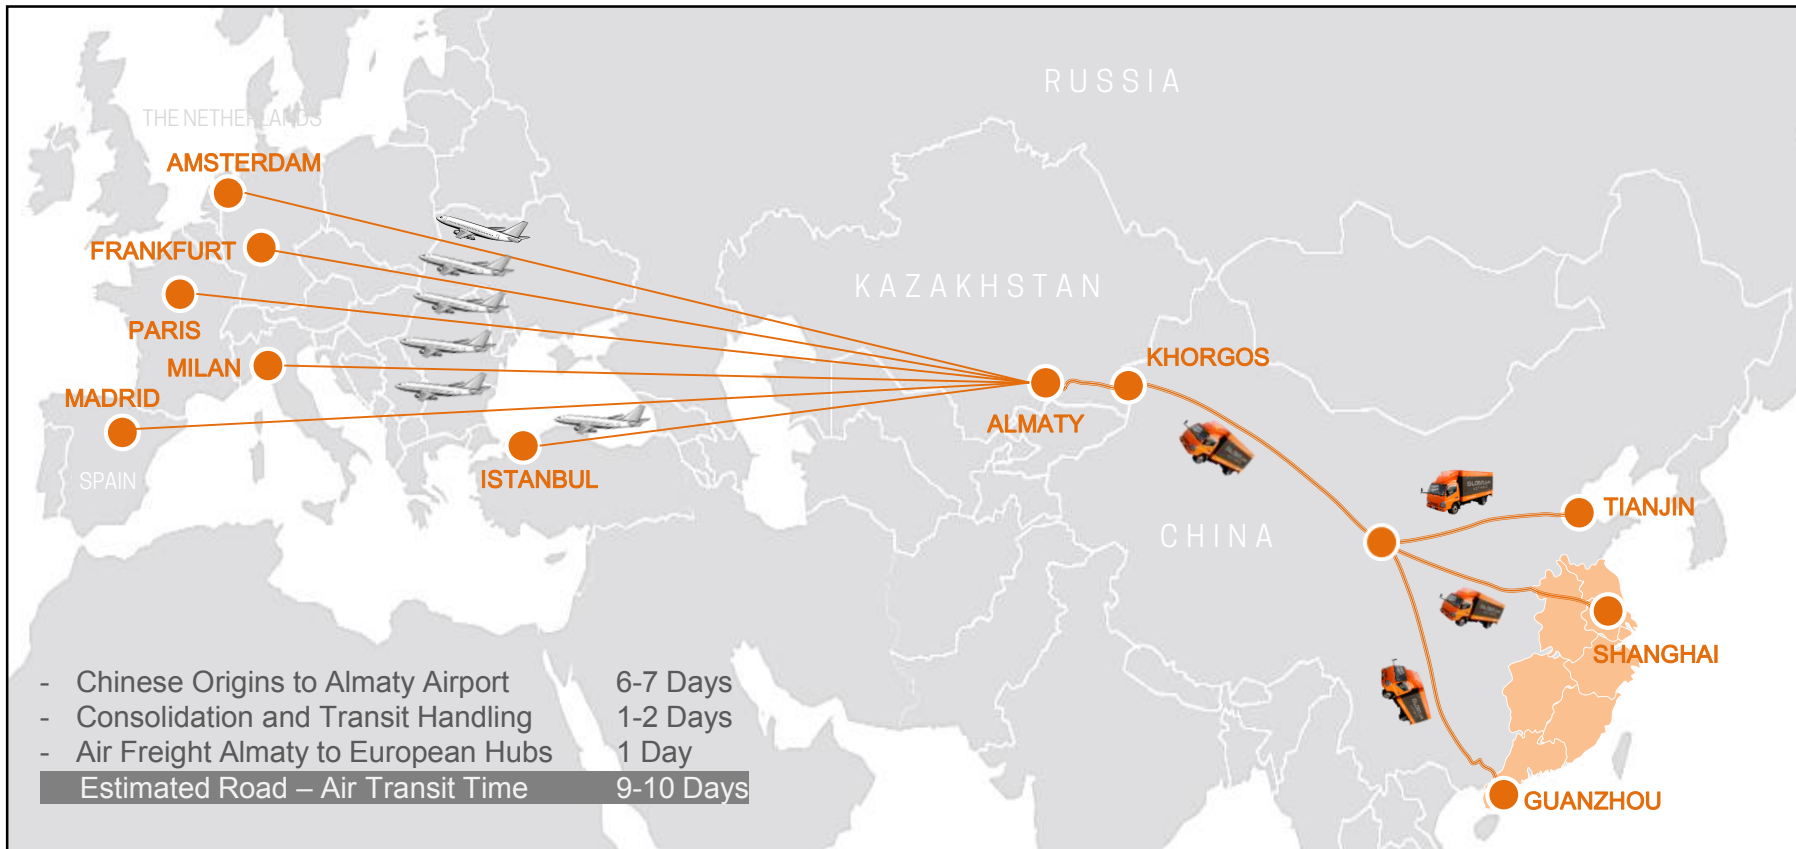 RUSSIA
THE NETHERLANDS
AMSTERDAM
FRANKFURT
KAZAKHSTAN
PARIS
MILAN
KHORGOS
MADRID
ALMATY
ISTANBUL
SPAIN
TIANJIN
CHINA
SHANGHAI
- Chinese Origins to Almaty Airport 6-7 Days
- Consolidation and Transit Handling 1-2 Days
- Air Freight Almaty to European Hubs 1 Day
Estimated Road – Air Transit Time 9-10 Days
GUANZHOU